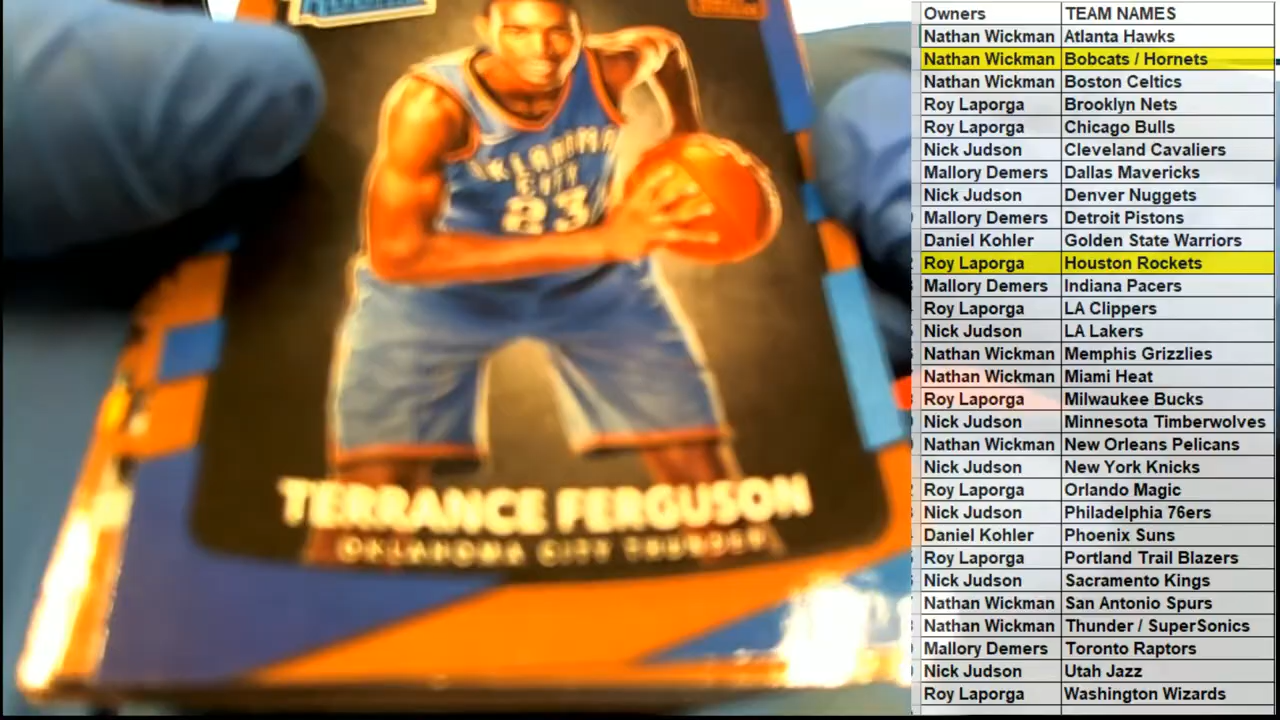 OKLAHOMA
CITY
23
TERRANCE FERGUSON
OKLAHOMA CITY THUNDER
Owners TEAM NAMES
Nathan Wickman Atlanta Hawks
Nathan Wickman Bobcats / Hornets
Nathan Wickman Boston Celtics
Roy Laporga Brooklyn Nets
Roy Laporga Chicago Bulls
Nick Judson Cleveland Cavaliers
Mallory Demers Dallas Mavericks
Nick Judson Denver Nuggets
Mallory Demers Detroit Pistons
Daniel Kohler Golden State Warriors
Roy Laporga Houston Rockets
Mallory Demers Indiana Pacers
Roy Laporga LA Clippers
Nick Judson LA Lakers
Nathan Wickman Memphis Grizzlies
Nathan Wickman Miami Heat
Roy Laporga Milwaukee Bucks
Nick Judson Minnesota Timberwolves
Nathan Wickman New Orleans Pelicans
Nick Judson New York Knicks
Roy Laporga Orlando Magic
Nick Judson Philadelphia 76ers
Daniel Kohler Phoenix Suns
Roy Laporga Portland Trail Blazers
Nick Judson Sacramento Kings
Nathan Wickman San Antonio Spurs
Nathan Wickman Thunder / SuperSonics
Mallory Demers Toronto Raptors
Nick Judson Utah Jazz
Roy Laporga Washington Wizards